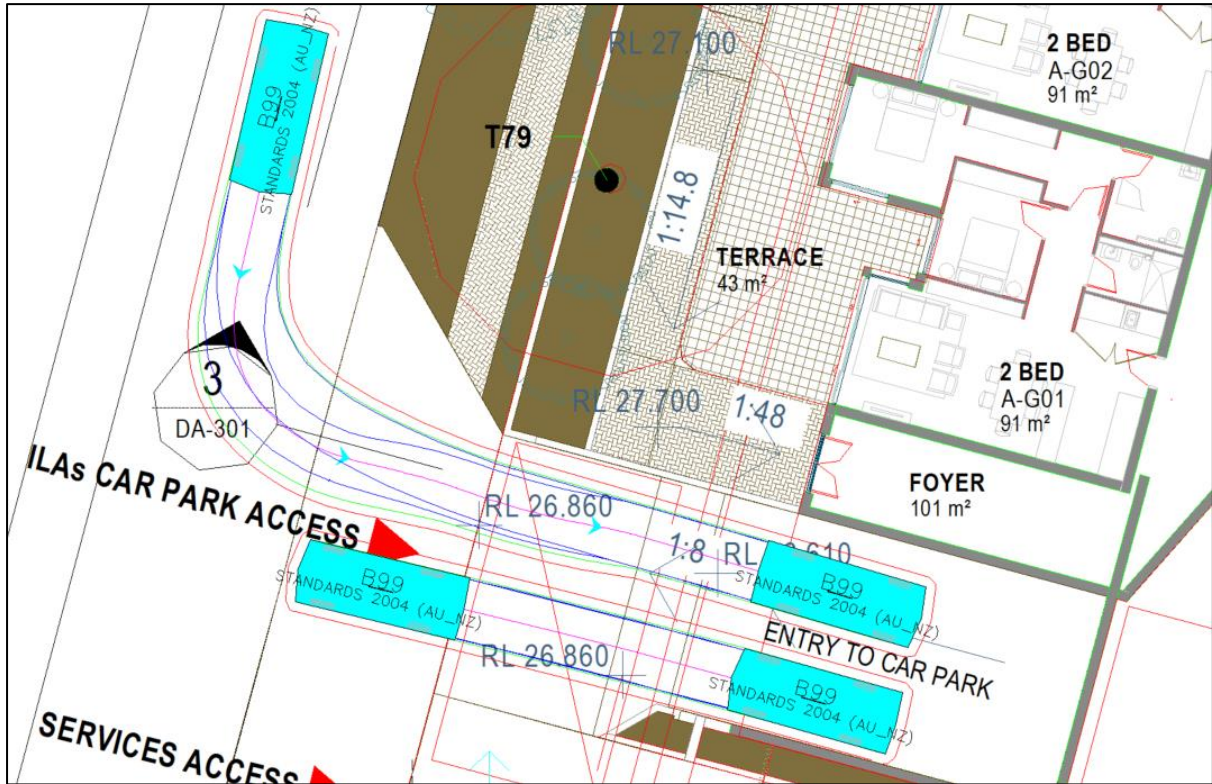 B99
STANDARDS 2004 (AU_NZ)
RL 27.100
2 BED
A-G02
91 m²
T79
1:14.8
TERRACE
43 m²
3
DA-301
RL 27.700
1:48
2 BED
A-G01
91 m²
FOYER
101 m²
ILAs CAR PARK ACCESS
RL 26.860
1:8
RL
B99
STANDARDS 2004 (AU_NZ)
B99
STANDARDS 2004 (AU_NZ)
ENTRY TO CAR PARK
RL 26.860
B99
STANDARDS 2004 (AU_NZ)
SERVICES ACCESS